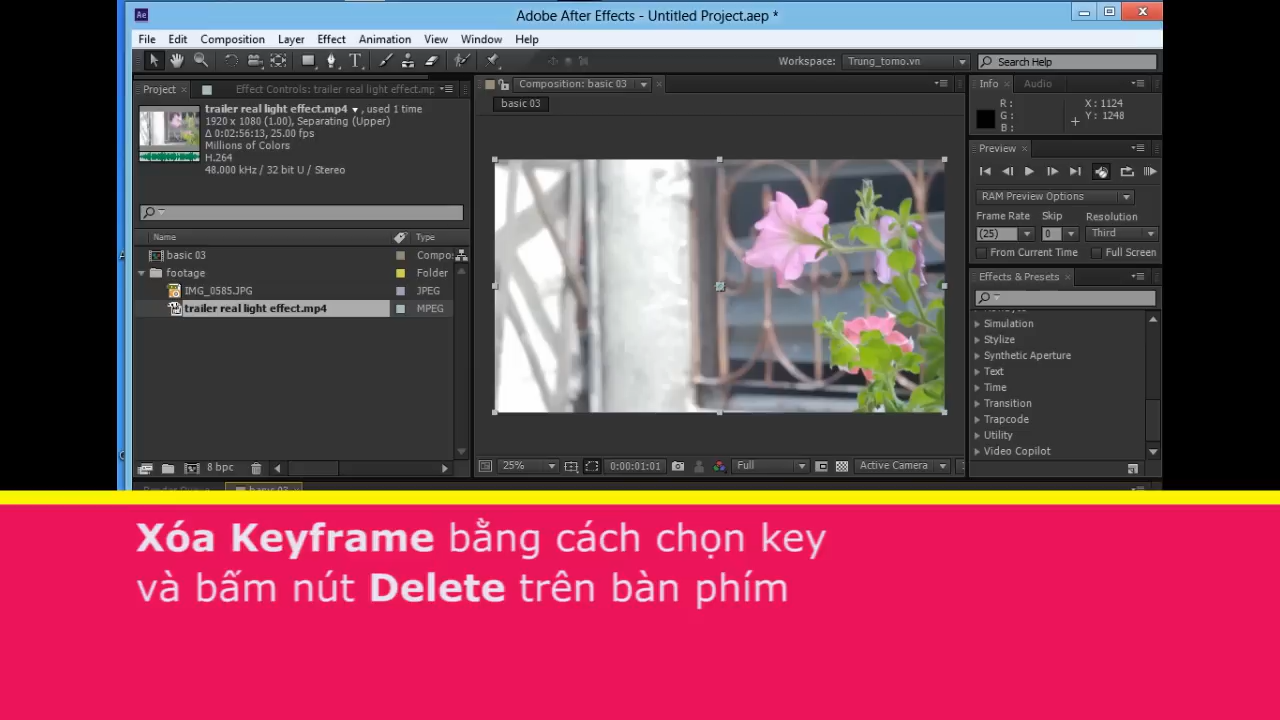 Adobe After Effects - Untitled Project.aep *
File Edit Composition Layer Effect Animation View Window Help
Workspace: Trung_tomo.vn
Search Help
Project
Effect Controls: trailer real light effect.mp
trailer real light effect.mp4 , used 1 time
1920 x 1080 (1.00), Separating (Upper)
Δ 0:02:56:13, 25.00 fps
Millions of Colors
H.264
48.000 kHz / 32 bit U / Stereo
Name Type
basic 03 Compo
footage Folder
IMG_0585.JPG JPEG
trailer real light effect.mp4 MPEG
8 bpc
Composition: basic 03
basic 03
25% 0:00:01:01 Full Active Camera 1
Info Audio
R : X : 1124
G : Y : 1248
B :
Preview
RAM Preview Options
Frame Rate Skip Resolution
(25) 0 Third
From Current Time Full Screen
Effects & Presets
Simulation
Stylize
Synthetic Aperture
Text
Time
Transition
Trapcode
Utility
Video Copilot
Xóa Keyframe bằng cách chọn key
và bấm nút Delete trên bàn phím